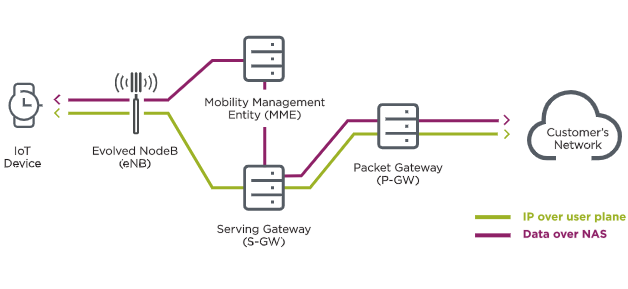 IoT
Device
Evolved NodeB
(eNB)
Mobility Management
Entity (MME)
Serving Gateway
(S-GW)
Packet Gateway
(P-GW)
Customer's
Network
IP over user plane
Data over NAS